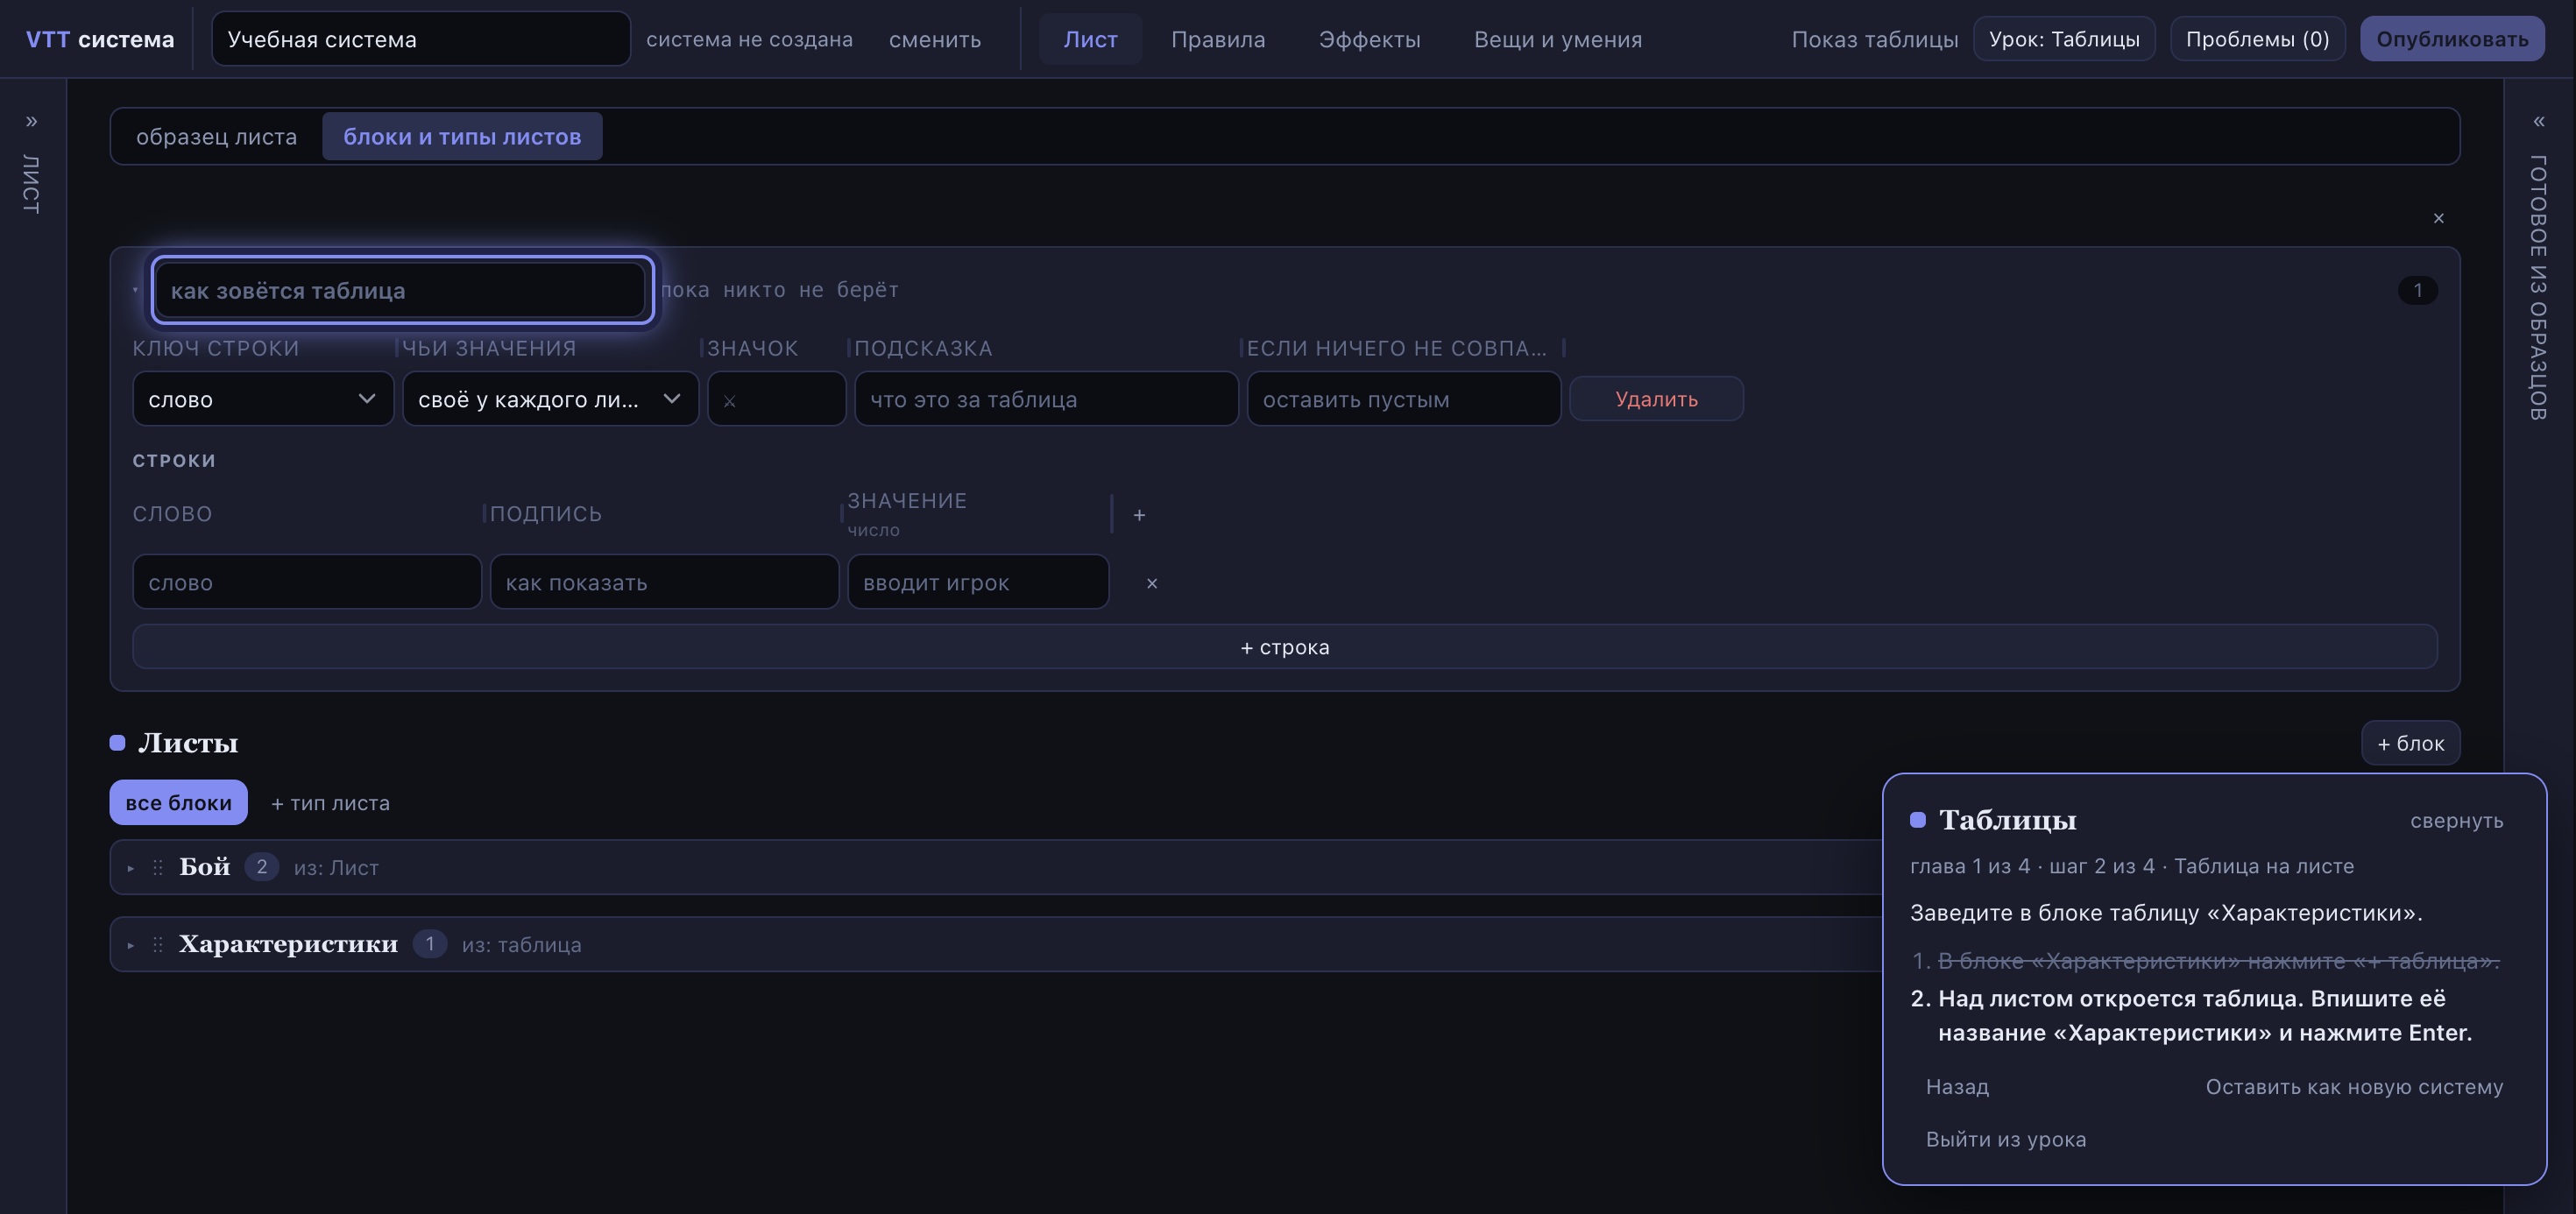 VTT система
Учебная система
система не создана
сменить
Лист
Правила
Эффекты
Вещи и умения
Показ таблицы
Урок: Таблицы
Проблемы (0)
Опубликовать
»
ЛИСТ
образец листа
блоки и типы листов
«
ГОТОВОЕ ИЗ ОБРАЗЦОВ
×
как зовётся таблица
пока никто не берёт
1
КЛЮЧ СТРОКИ
ЧЬИ ЗНАЧЕНИЯ
ЗНАЧОК
ПОДСКАЗКА
ЕСЛИ НИЧЕГО НЕ СОВПА...
слово
своё у каждого ли...
⚔
что это за таблица
оставить пустым
Удалить
СТРОКИ
СЛОВО
ПОДПИСЬ
ЗНАЧЕНИЕ
число
+
слово
как показать
вводит игрок
×
+ строка
Листы
+ блок
все блоки
+ тип листа
Бой
2
из: Лист
Характеристики
1
из: таблица
Таблицы
свернуть
глава 1 из 4 · шаг 2 из 4 · Таблица на листе
Заведите в блоке таблицу «Характеристики».
1. В блоке «Характеристики» нажмите «+ таблица».
2. Над листом откроется таблица. Впишите её
название «Характеристики» и нажмите Enter.
Назад
Оставить как новую систему
Выйти из урока